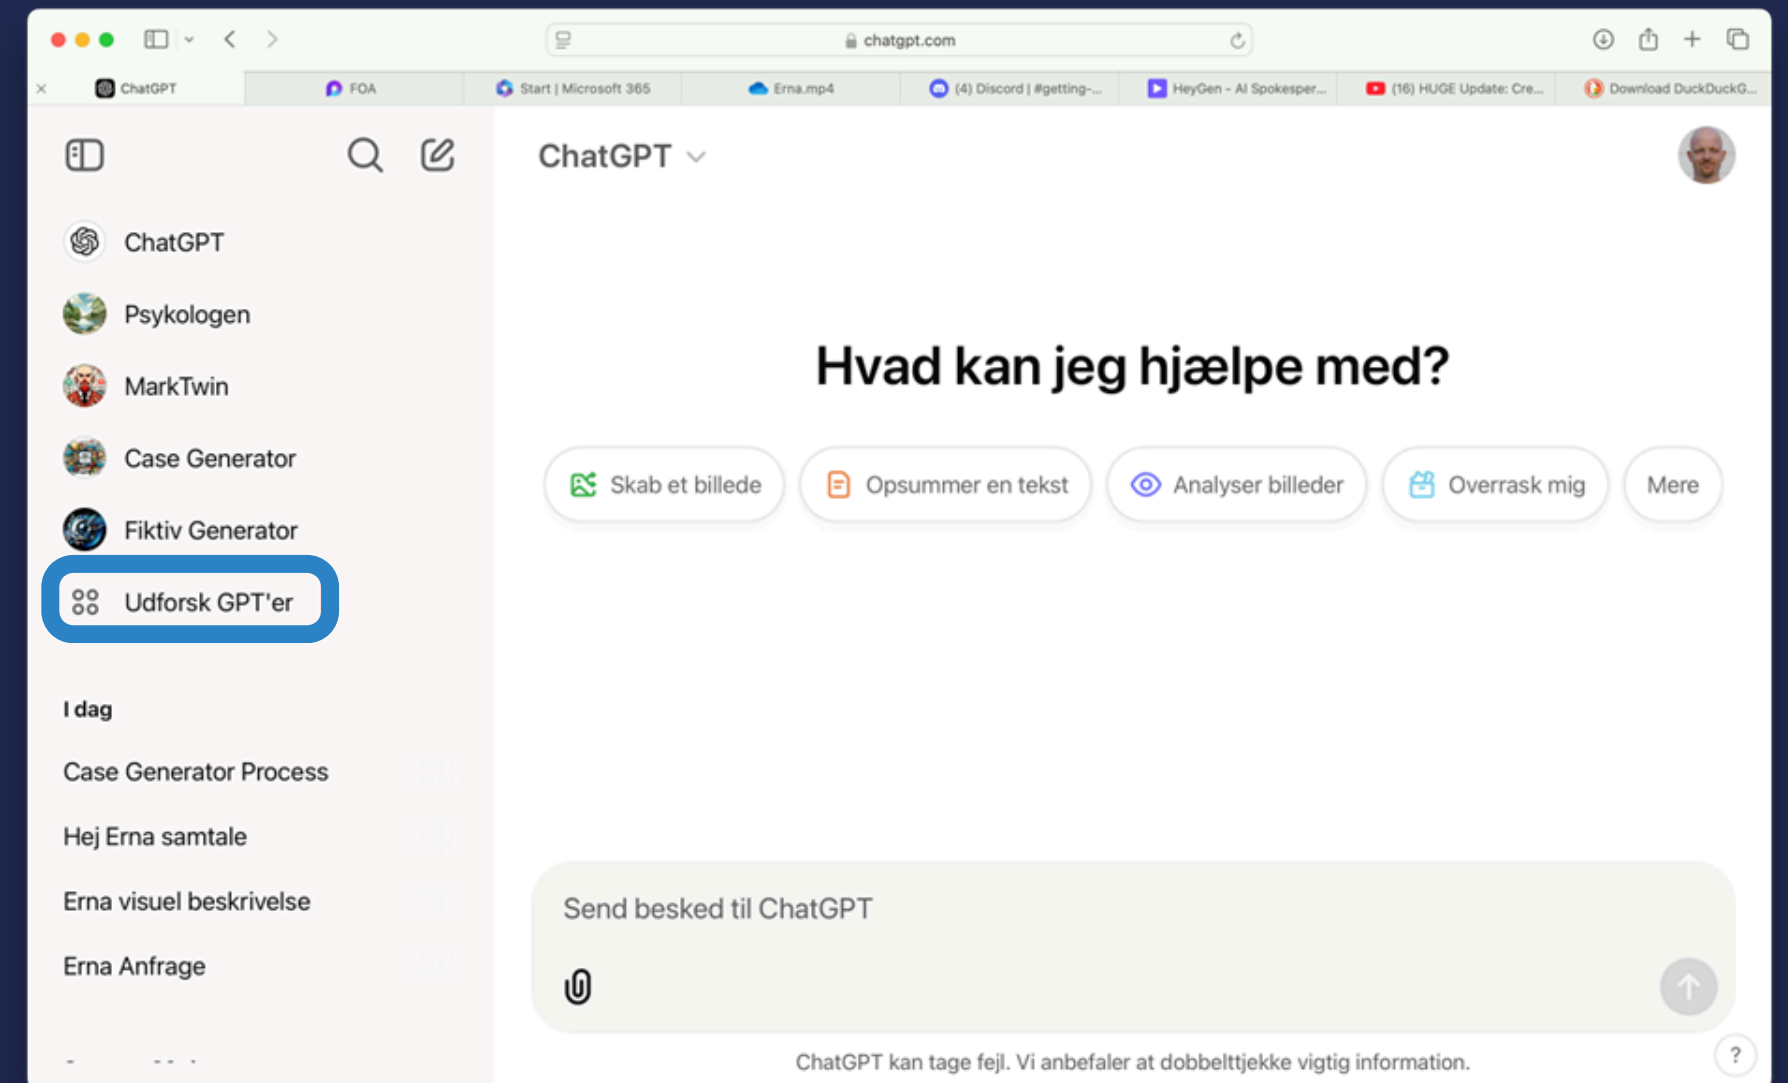 chatgpt.com
ChatGPT
FOA
Start | Microsoft 365
Erna.mp4
(4) Discord | #getting-...
HeyGen - AI Spokesper...
(16) HUGE Update: Cre...
Download DuckDuckG...
ChatGPT
ChatGPT
Psykologen
MarkTwin
Case Generator
Fiktiv Generator
Udforsk GPT'er
I dag
Case Generator Process
Hej Erna samtale
Erna visuel beskrivelse
Erna Anfrage
Hvad kan jeg hjælpe med?
Skab et billede
Opsummer en tekst
Analyser billeder
Overrask mig
Mere
Send besked til ChatGPT
ChatGPT kan tage fejl. Vi anbefaler at dobbelttjekke vigtig information.
?